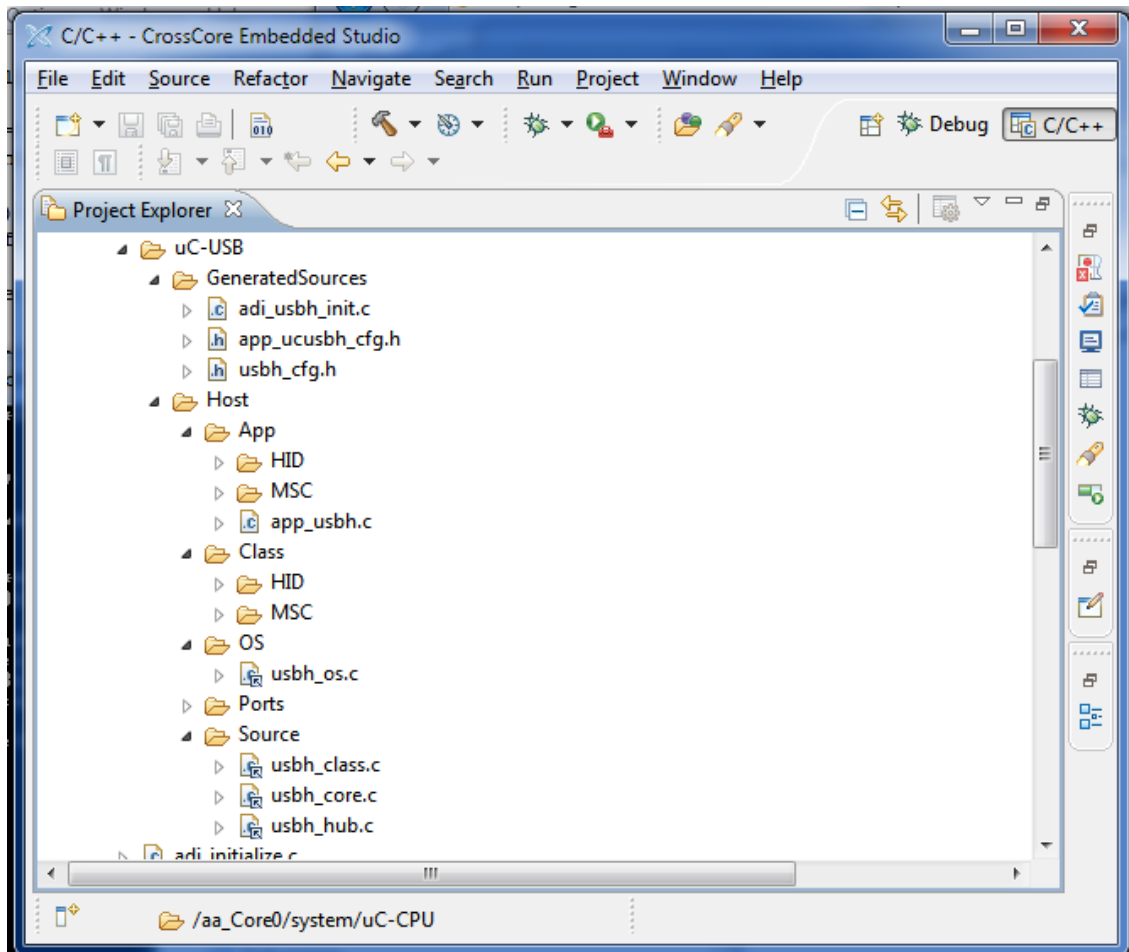 C/C++ - CrossCore Embedded Studio
File Edit Source Refactor Navigate Search Run Project Window Help
010
Debug C/C++
Project Explorer
uC-USB
GeneratedSources
.c adi_usbh_init.c
.h app_ucusbh_cfg.h
.h usbh_cfg.h
Host
App
HID
MSC
.c app_usbh.c
Class
HID
MSC
OS
.c usbh_os.c
Ports
Source
.c usbh_class.c
.c usbh_core.c
.c usbh_hub.c
adi_initialize.c
/aa_Core0/system/uC-CPU